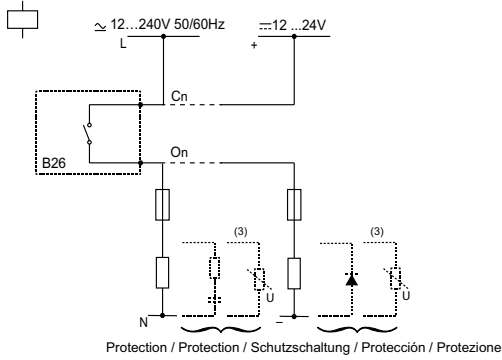 ≂ 12...240V 50/60Hz
⎓12 ...24V
L
+
Cn
B26
On
(3)
(3)
U
U
N
–
Protection / Protection / Schutzschaltung / Protección / Protezione